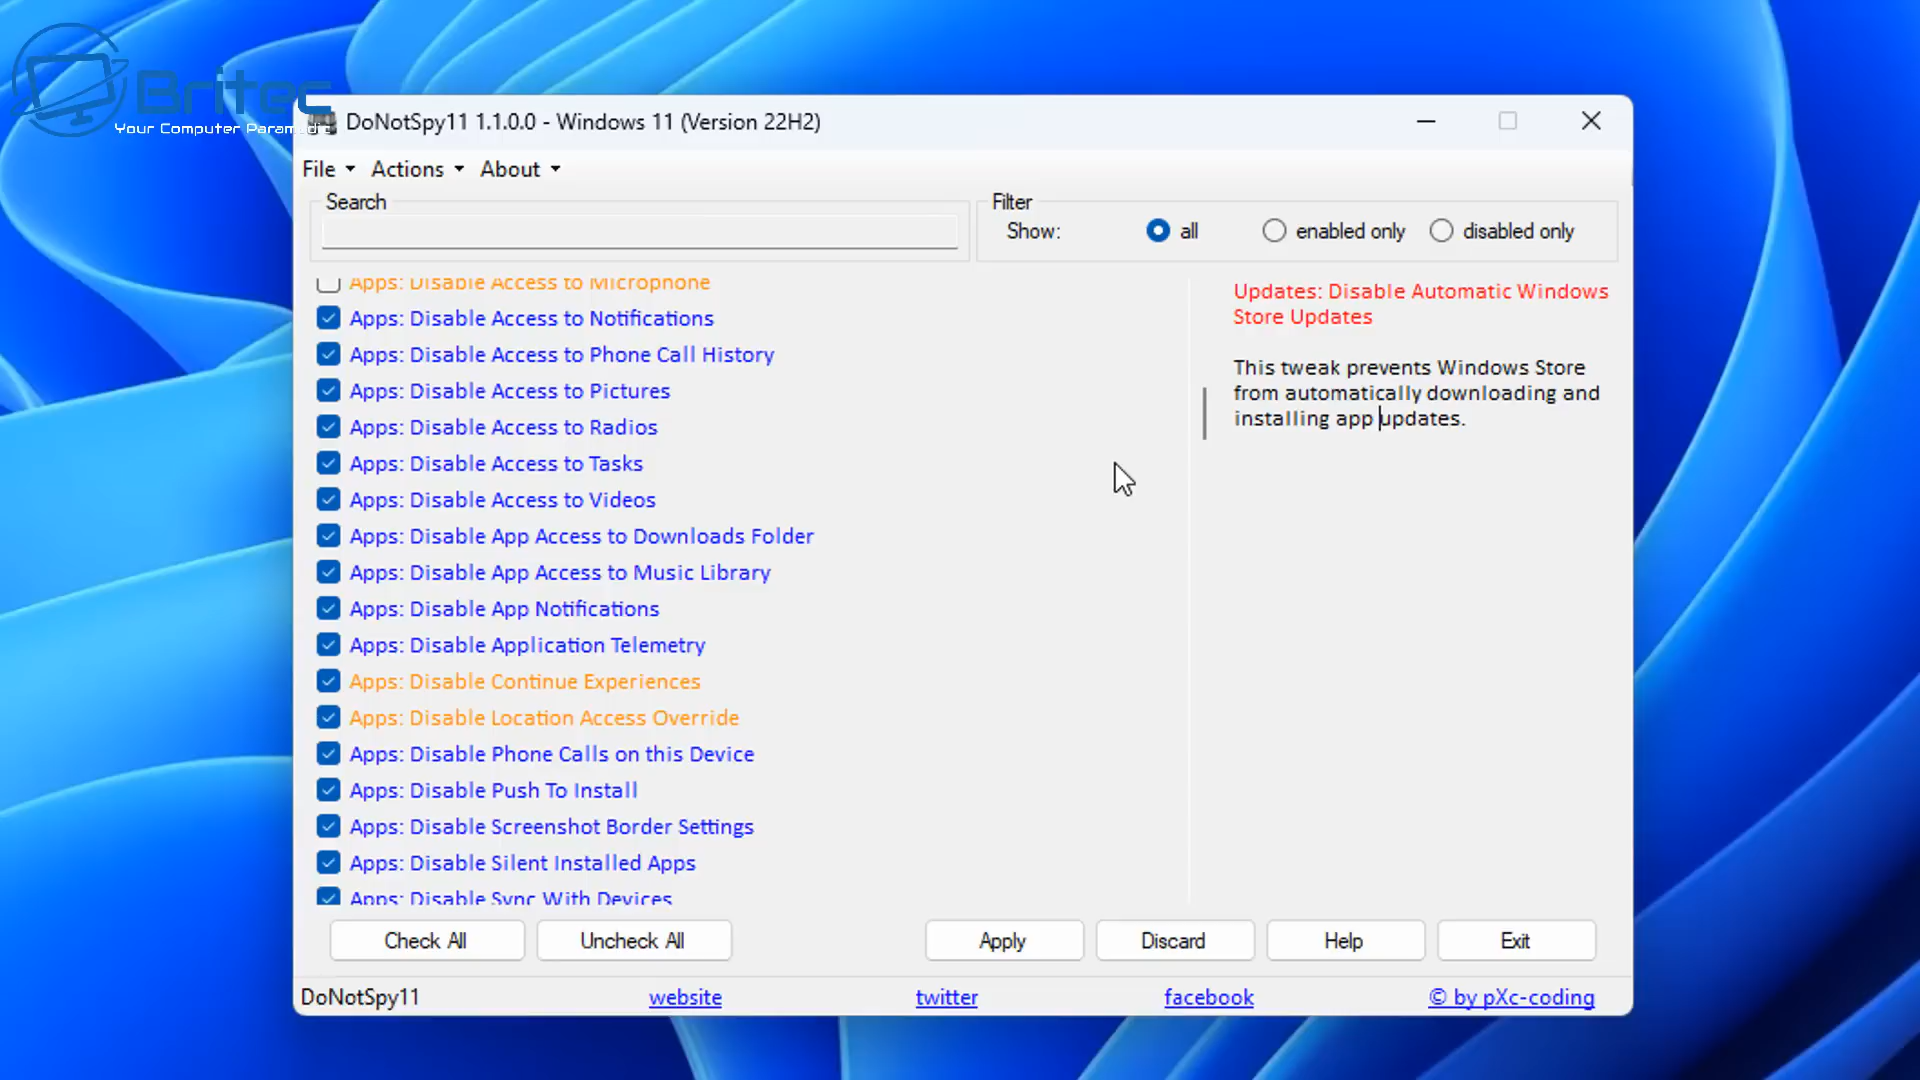 Britec
Your Computer Param
DoNotSpy11 1.1.0.0 - Windows 11 (Version 22H2)
File Actions About
Search
Filter
Show: all enabled only disabled only
Apps: Disable Access to Microphone
Apps: Disable Access to Notifications
Apps: Disable Access to Phone Call History
Apps: Disable Access to Pictures
Apps: Disable Access to Radios
Apps: Disable Access to Tasks
Apps: Disable Access to Videos
Apps: Disable App Access to Downloads Folder
Apps: Disable App Access to Music Library
Apps: Disable App Notifications
Apps: Disable Application Telemetry
Apps: Disable Continue Experiences
Apps: Disable Location Access Override
Apps: Disable Phone Calls on this Device
Apps: Disable Push To Install
Apps: Disable Screenshot Border Settings
Apps: Disable Silent Installed Apps
Apps: Disable Sync With Devices
Updates: Disable Automatic Windows
Store Updates
This tweak prevents Windows Store
from automatically downloading and
installing app updates.
Check All Uncheck All Apply Discard Help Exit
DoNotSpy11 website twitter facebook © by pXc-coding